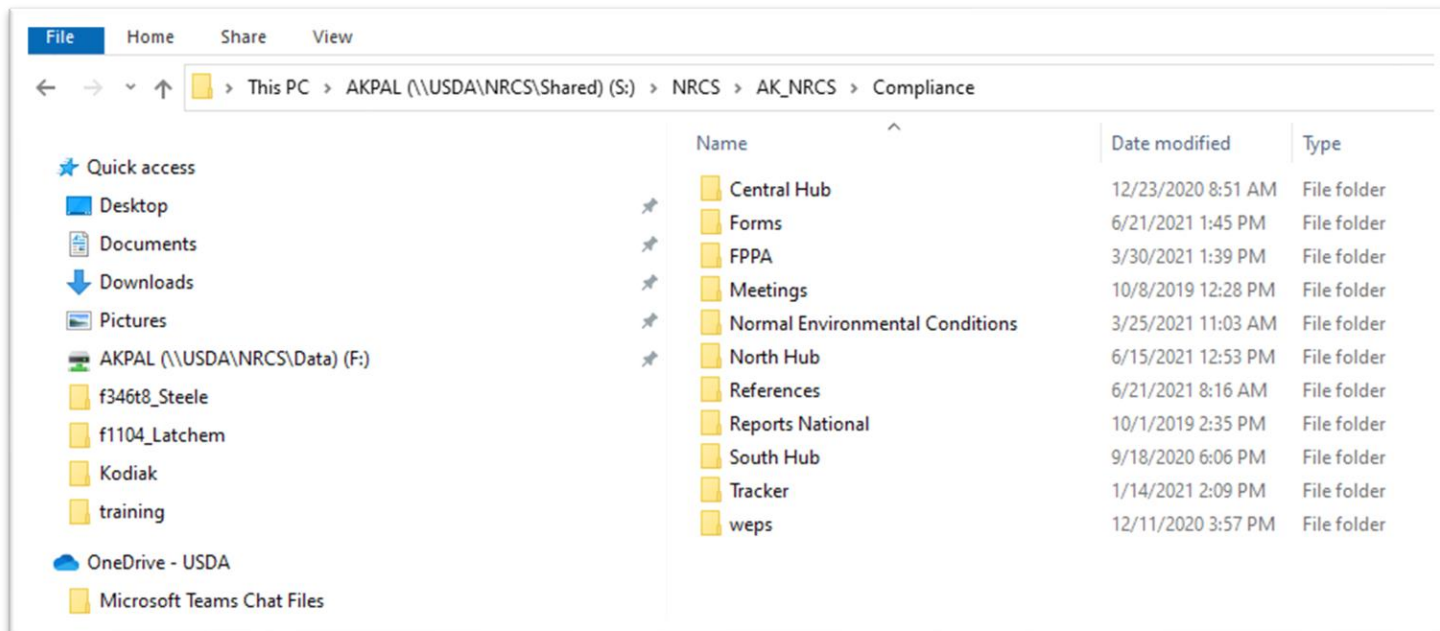 File Home Share View
This PC > AKPAL (\\USDA\NRCS\Shared) (S:) > NRCS > AK_NRCS > Compliance
Quick access
Desktop
Documents
Downloads
Pictures
AKPAL (\\USDA\NRCS\Data) (F:)
f346t8_Steele
f1104_Latchem
Kodiak
training
OneDrive - USDA
Microsoft Teams Chat Files
Name Date modified Type
Central Hub 12/23/2020 8:51 AM File folder
Forms 6/21/2021 1:45 PM File folder
FPPA 3/30/2021 1:39 PM File folder
Meetings 10/8/2019 12:28 PM File folder
Normal Environmental Conditions 3/25/2021 11:03 AM File folder
North Hub 6/15/2021 12:53 PM File folder
References 6/21/2021 8:16 AM File folder
Reports National 10/1/2019 2:35 PM File folder
South Hub 9/18/2020 6:06 PM File folder
Tracker 1/14/2021 2:09 PM File folder
weps 12/11/2020 3:57 PM File folder